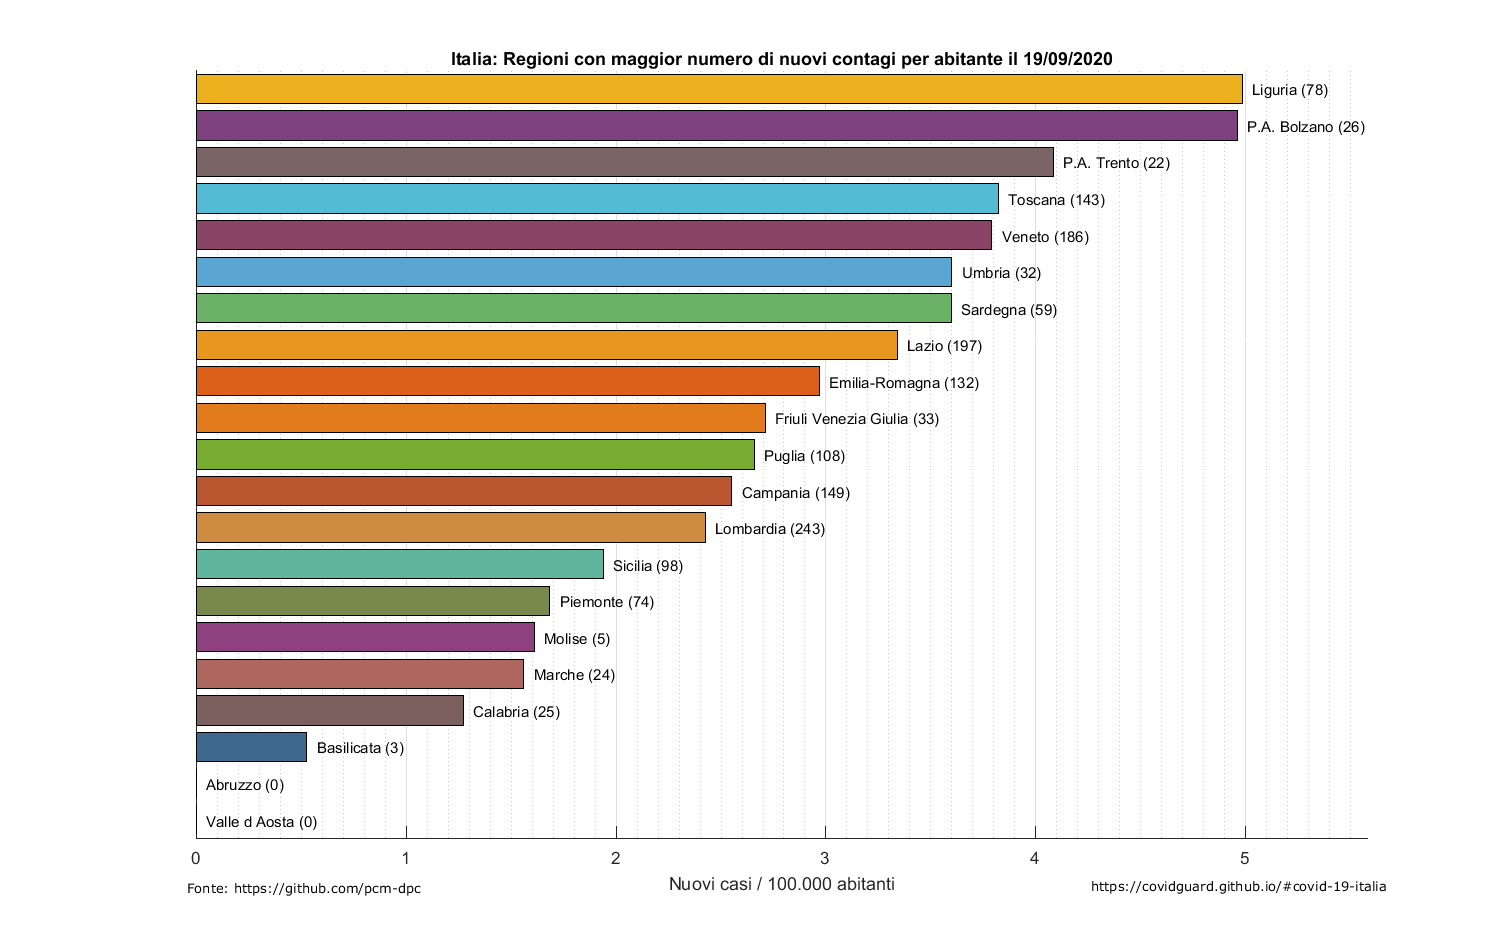 Italia: Regioni con maggior numero di nuovi contagi per abitante il 19/09/2020
Liguria (78)
P.A. Bolzano (26)
P.A. Trento (22)
Toscana (143)
Veneto (186)
Umbria (32)
Sardegna (59)
Lazio (197)
Emilia-Romagna (132)
Friuli Venezia Giulia (33)
Puglia (108)
Campania (149)
Lombardia (243)
Sicilia (98)
Piemonte (74)
Molise (5)
Marche (24)
Calabria (25)
Basilicata (3)
Abruzzo (0)
Valle d Aosta (0)
0 1 2 3 4 5
Nuovi casi / 100.000 abitanti
Fonte: https://github.com/pcm-dpc
https://covidguard.github.io/#covid-19-italia